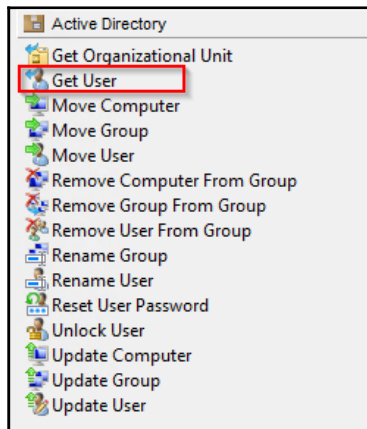 Active Directory
Get Organizational Unit
Get User
Move Computer
Move Group
Move User
Remove Computer From Group
Remove Group From Group
Remove User From Group
Rename Group
Rename User
Reset User Password
Unlock User
Update Computer
Update Group
Update User